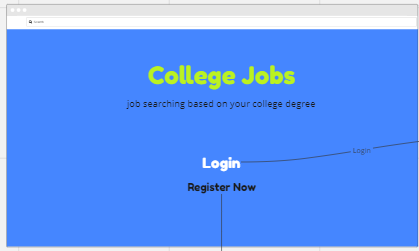 College Jobs
job searching based on your college degree
Login
Login
Register Now